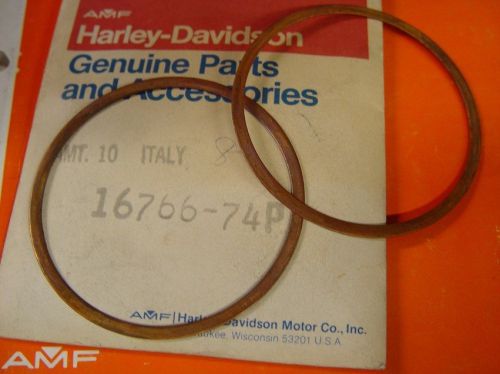 AMF
Harley-Davidson
Genuine Parts
and Accessories
AMT. 10 ITALY 8
16766-74P
AMF | Harley-Davidson Motor Co., Inc.
Milwaukee, Wisconsin 53201 U S A
AMF